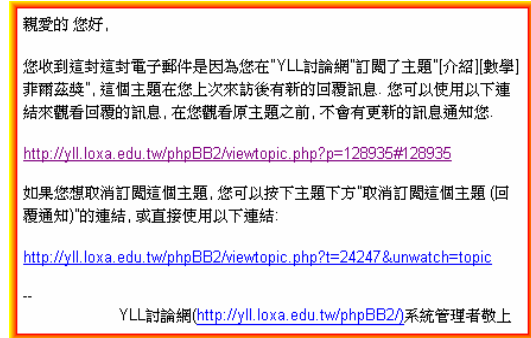 親愛的 您好,
您收到這封這封電子郵件是因為您在"YLL討論網"訂閱了主題"[介紹][數學]
菲爾茲獎", 這個主題在您上次來訪後有新的回覆訊息. 您可以使用以下連
結來觀看回覆的訊息, 在您觀看原主題之前, 不會有更新的訊息通知您.
http://yll.loxa.edu.tw/phpBB2/viewtopic.php?p=128935#128935
如果您想取消訂閱這個主題, 您可以按下主題下方"取消訂閱這個主題 (回
覆通知)"的連結, 或直接使用以下連結:
http://yll.loxa.edu.tw/phpBB2/viewtopic.php?t=24247&unwatch=topic
--
YLL討論網(http://yll.loxa.edu.tw/phpBB2/)系統管理者敬上